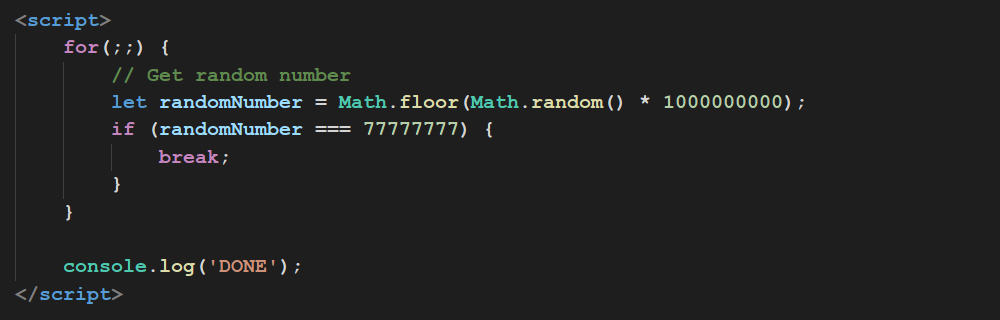 <script>
for(;;) {
// Get random number
let randomNumber = Math.floor(Math.random() * 1000000000);
if (randomNumber === 77777777) {
break;
}
}
console.log('DONE');
</script>